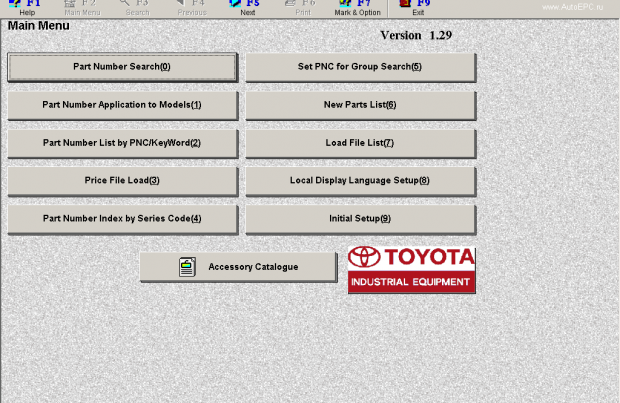 F1 F2 F3 F4 F5 F6 F7 F9
Help Main Menu Search Previous Next Print Mark & Option Exit
www.AutoEPC.ru
Main Menu
Version 1.29
Part Number Search(0)
Set PNC for Group Search(5)
Part Number Application to Models(1)
New Parts List(6)
Part Number List by PNC/KeyWord(2)
Load File List(7)
Price File Load(3)
Local Display Language Setup(8)
Part Number Index by Series Code(4)
Initial Setup(9)
Accessory Catalogue
TOYOTA
INDUSTRIAL EQUIPMENT